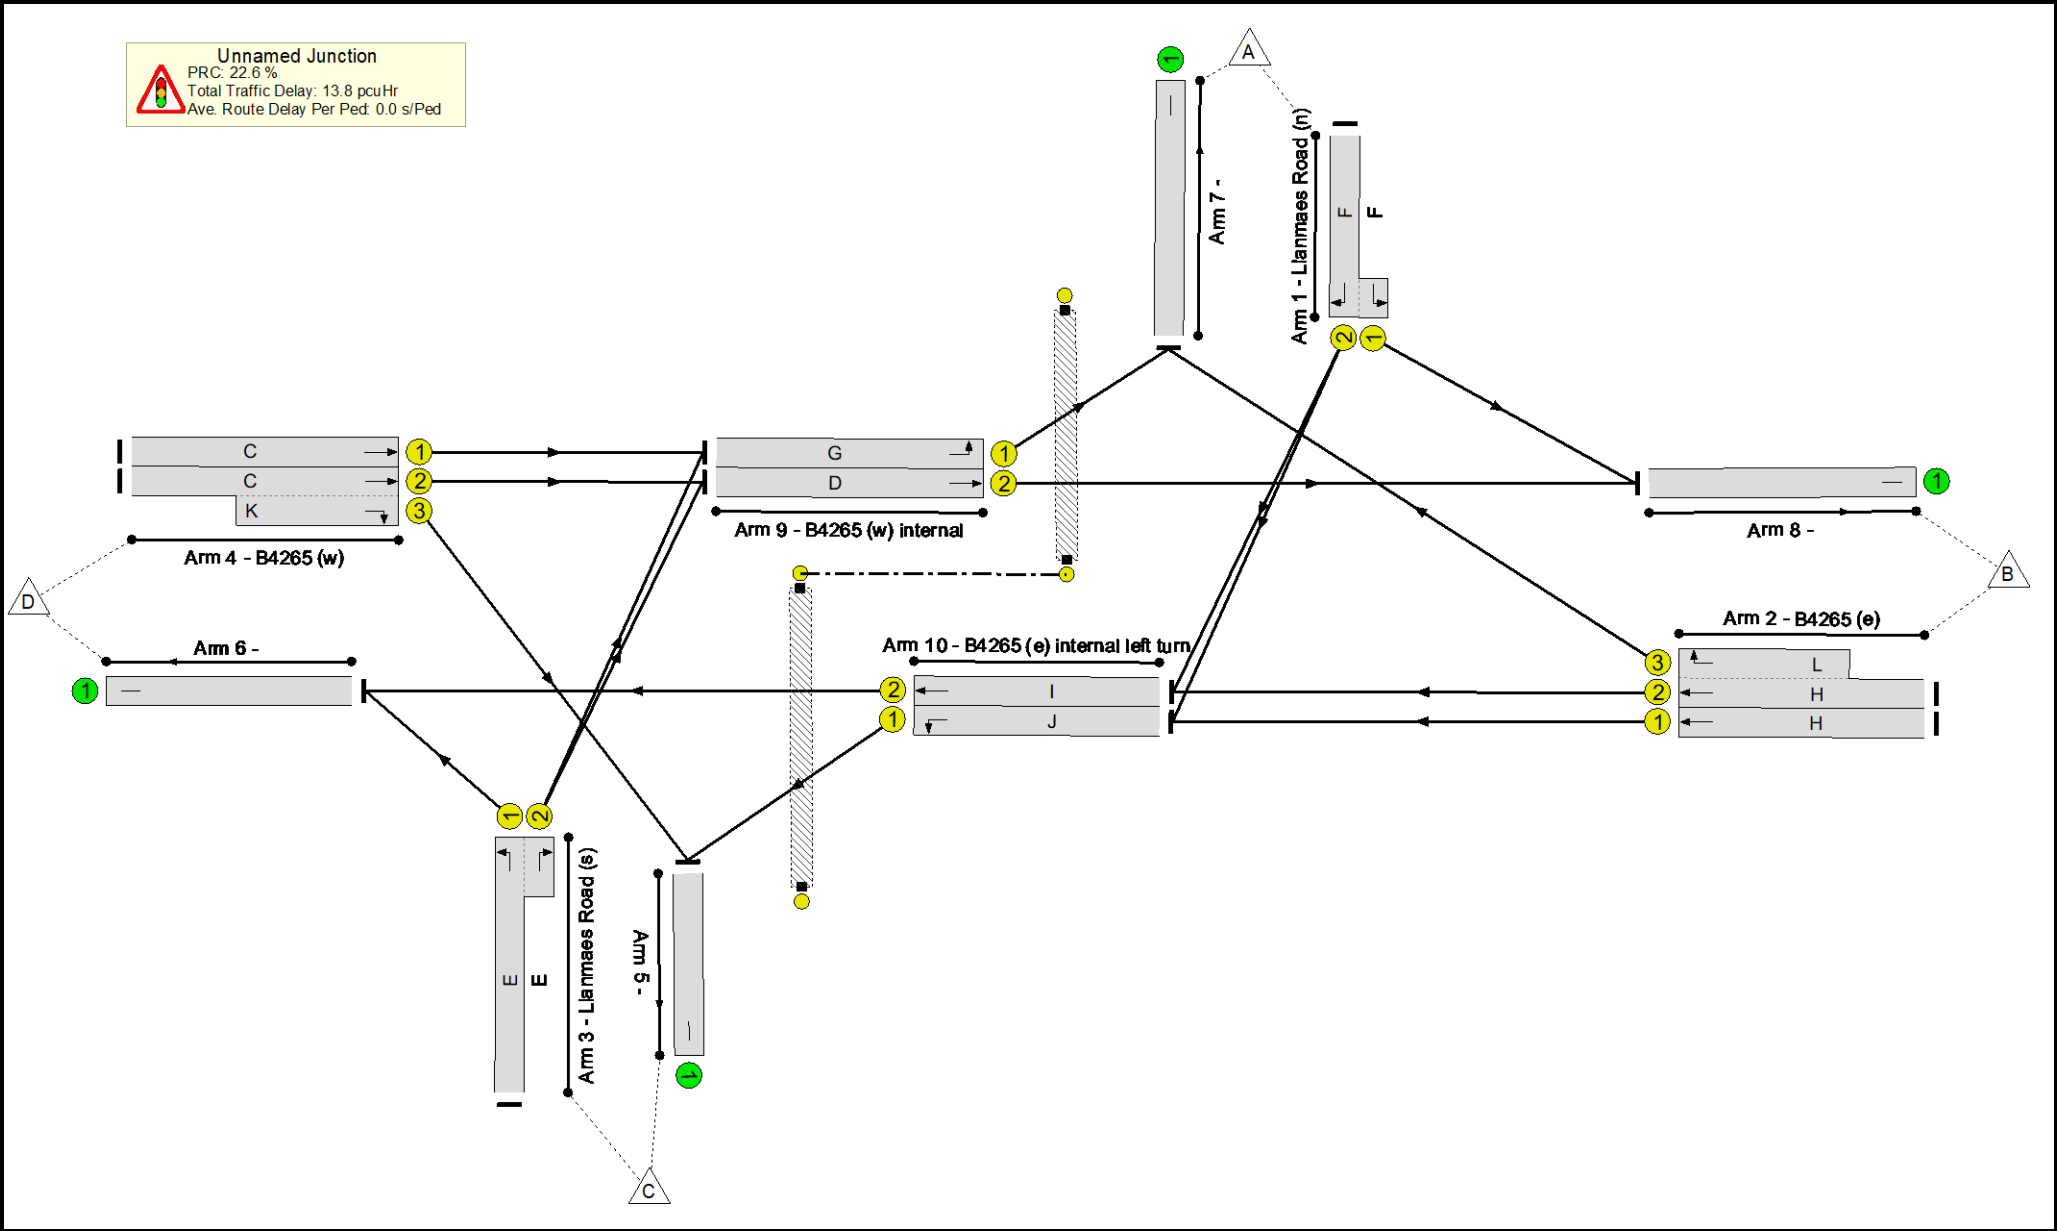 Unnamed Junction
PRC: 22.6 %
Total Traffic Delay: 13.8 pcuHr
Ave. Route Delay Per Ped: 0.0 s/Ped
A
1
Arm 7 -
Arm 1 - Llanmaes Road (n)
F
F
2
1
C
1
C
2
K
3
Arm 4 - B4265 (w)
G
1
D
2
Arm 9 - B4265 (w) internal
1
Arm 8 -
B
D
Arm 6 -
1
Arm 10 - B4265 (e) internal left turn
2
I
1
J
Arm 2 - B4265 (e)
3
L
2
H
1
H
1
2
E
E
Arm 3 - Llanmaes Road (s)
Arm 5 -
1
C